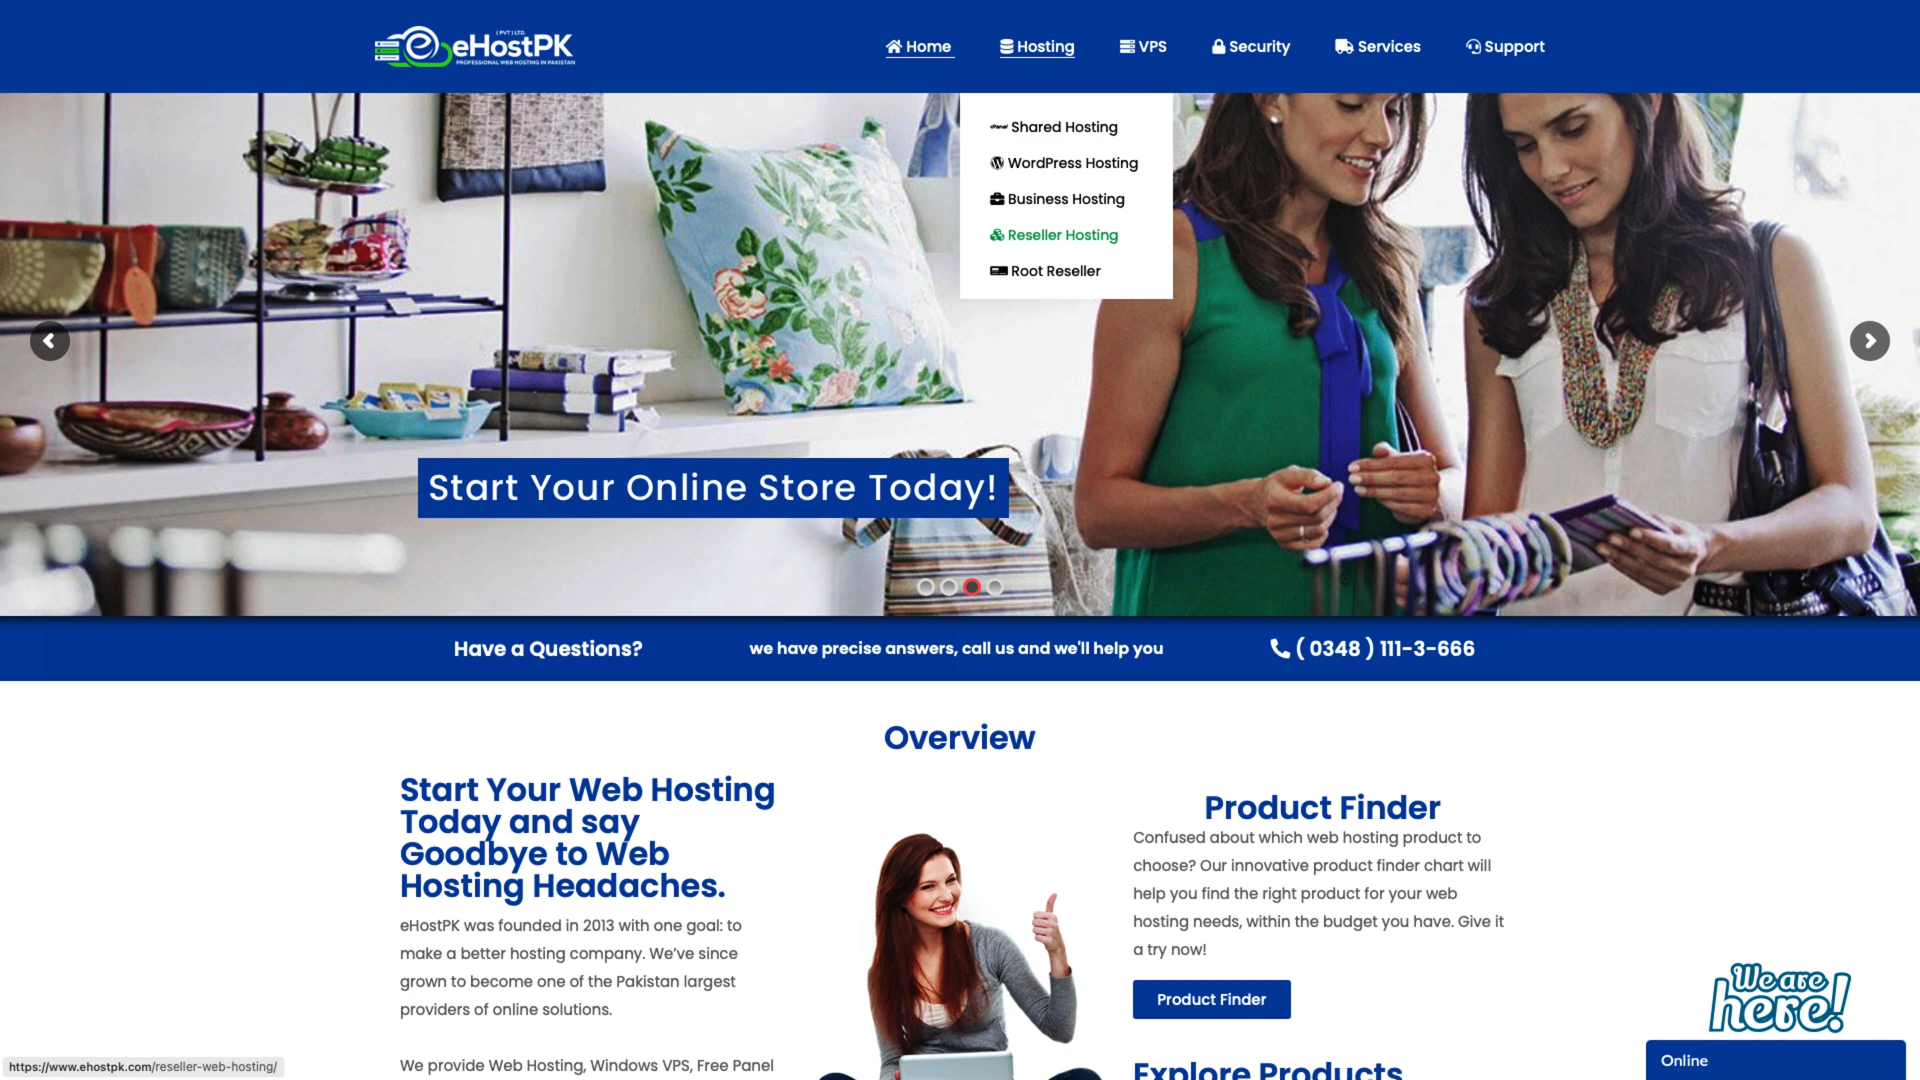 ( PVT ) LTD.
eHostPK
PROFESSIONAL WEB HOSTING IN PAKISTAN
Home
Hosting
VPS
Security
Services
Support
cPanel Shared Hosting
WordPress Hosting
Business Hosting
Reseller Hosting
Root Reseller
Start Your Online Store Today!
Have a Questions?
we have precise answers, call us and we'll help you
( 0348 ) 111-3-666
Overview
Start Your Web Hosting
Today and say
Goodbye to Web
Hosting Headaches.
eHostPK was founded in 2013 with one goal: to
make a better hosting company. We’ve since
grown to become one of the Pakistan largest
providers of online solutions.
We provide Web Hosting, Windows VPS, Free Panel
Product Finder
Confused about which web hosting product to
choose? Our innovative product finder chart will
help you find the right product for your web
hosting needs, within the budget you have. Give it
a try now!
Product Finder
Explore Products
We are
here!
Online
https://www.ehostpk.com/reseller-web-hosting/